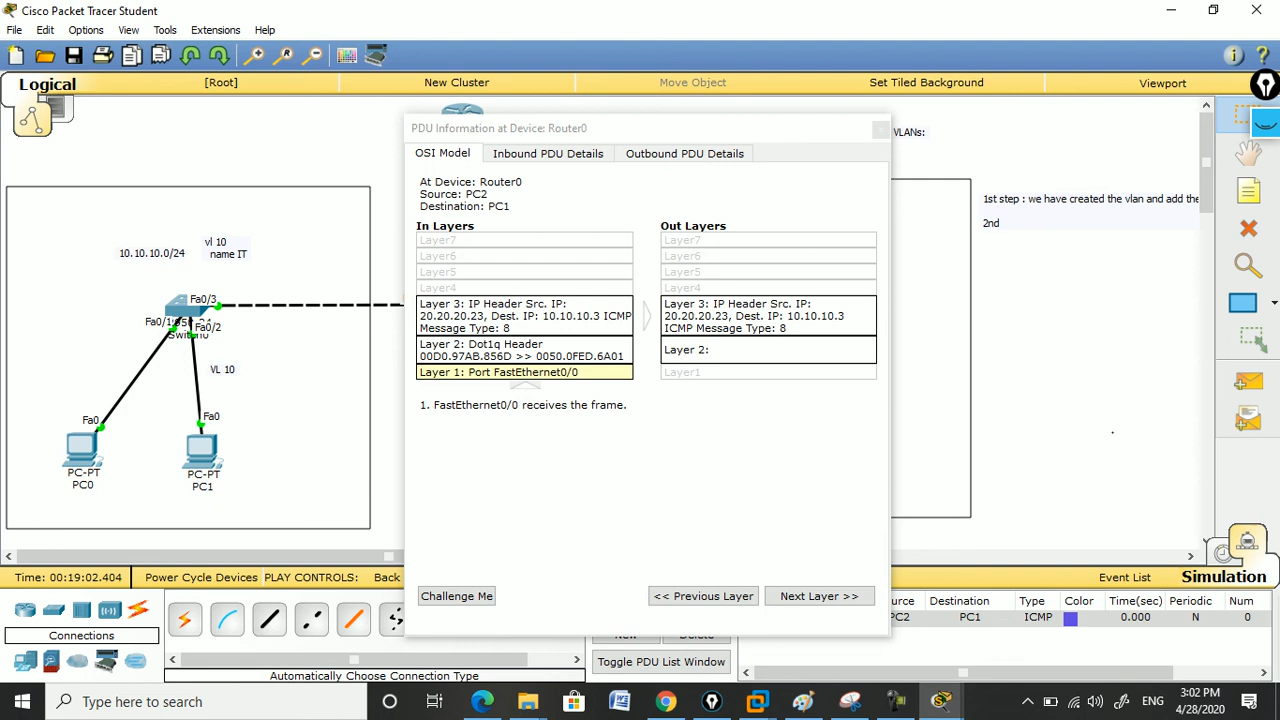 Cisco Packet Tracer Student
File Edit Options View Tools Extensions Help
Logical [Root] New Cluster Move Object Set Tiled Background Viewport
PDU Information at Device: Router0
OSI Model Inbound PDU Details Outbound PDU Details
At Device: Router0
Source: PC2
Destination: PC1
In Layers Out Layers
Layer7 Layer7
Layer6 Layer6
Layer5 Layer5
Layer4 Layer4
Layer 3: IP Header Src. IP:
20.20.20.23, Dest. IP: 10.10.10.3 ICMP
Message Type: 8
Layer 3: IP Header Src. IP:
20.20.20.23, Dest. IP: 10.10.10.3
ICMP Message Type: 8
Layer 2: Dot1q Header
00D0.97AB.856D >> 0050.0FED.6A01
Layer 2:
Layer 1: Port FastEthernet0/0
Layer1
1. FastEthernet0/0 receives the frame.
Challenge Me << Previous Layer Next Layer >>
VLANs:
1st step : we have created the vlan and add the
2nd
10.10.10.0/24
vl 10
name IT
Fa0/3
Fa0/1
Fa0/2
VL 10
Fa0
Fa0
PC-PT
PC0
PC-PT
PC1
Time: 00:19:02.404 Power Cycle Devices PLAY CONTROLS: Back
Event List Simulation
Connections
Automatically Choose Connection Type
New Delete
Toggle PDU List Window
Destination Type Color Time(sec) Periodic Num
PC2 PC1 ICMP 0.000 N 0
Type here to search
ENG
3:02 PM
4/28/2020